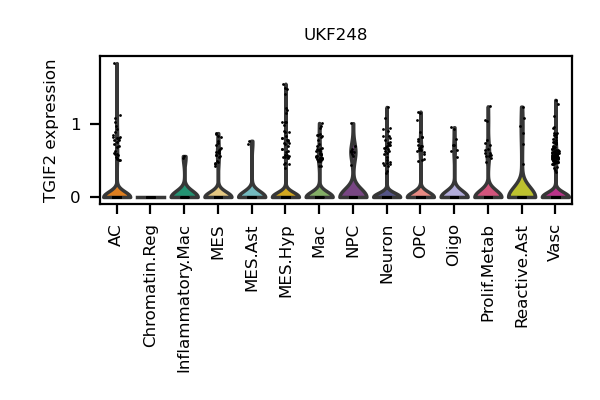 UKF248
TGIF2 expression
1
0
AC
Chromatin.Reg
Inflammatory.Mac
MES
MES.Ast
MES.Hyp
Mac
NPC
Neuron
OPC
Oligo
Prolif.Metab
Reactive.Ast
Vasc